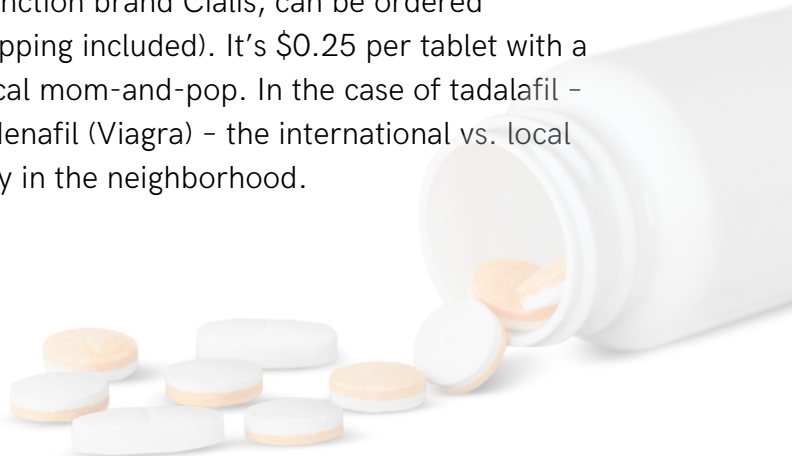 nction brand Cialis, can be ordered
pping included). It’s $0.25 per tablet with a
cal mom-and-pop. In the case of tadalafil –
denafil (Viagra) – the international vs. local
y in the neighborhood.